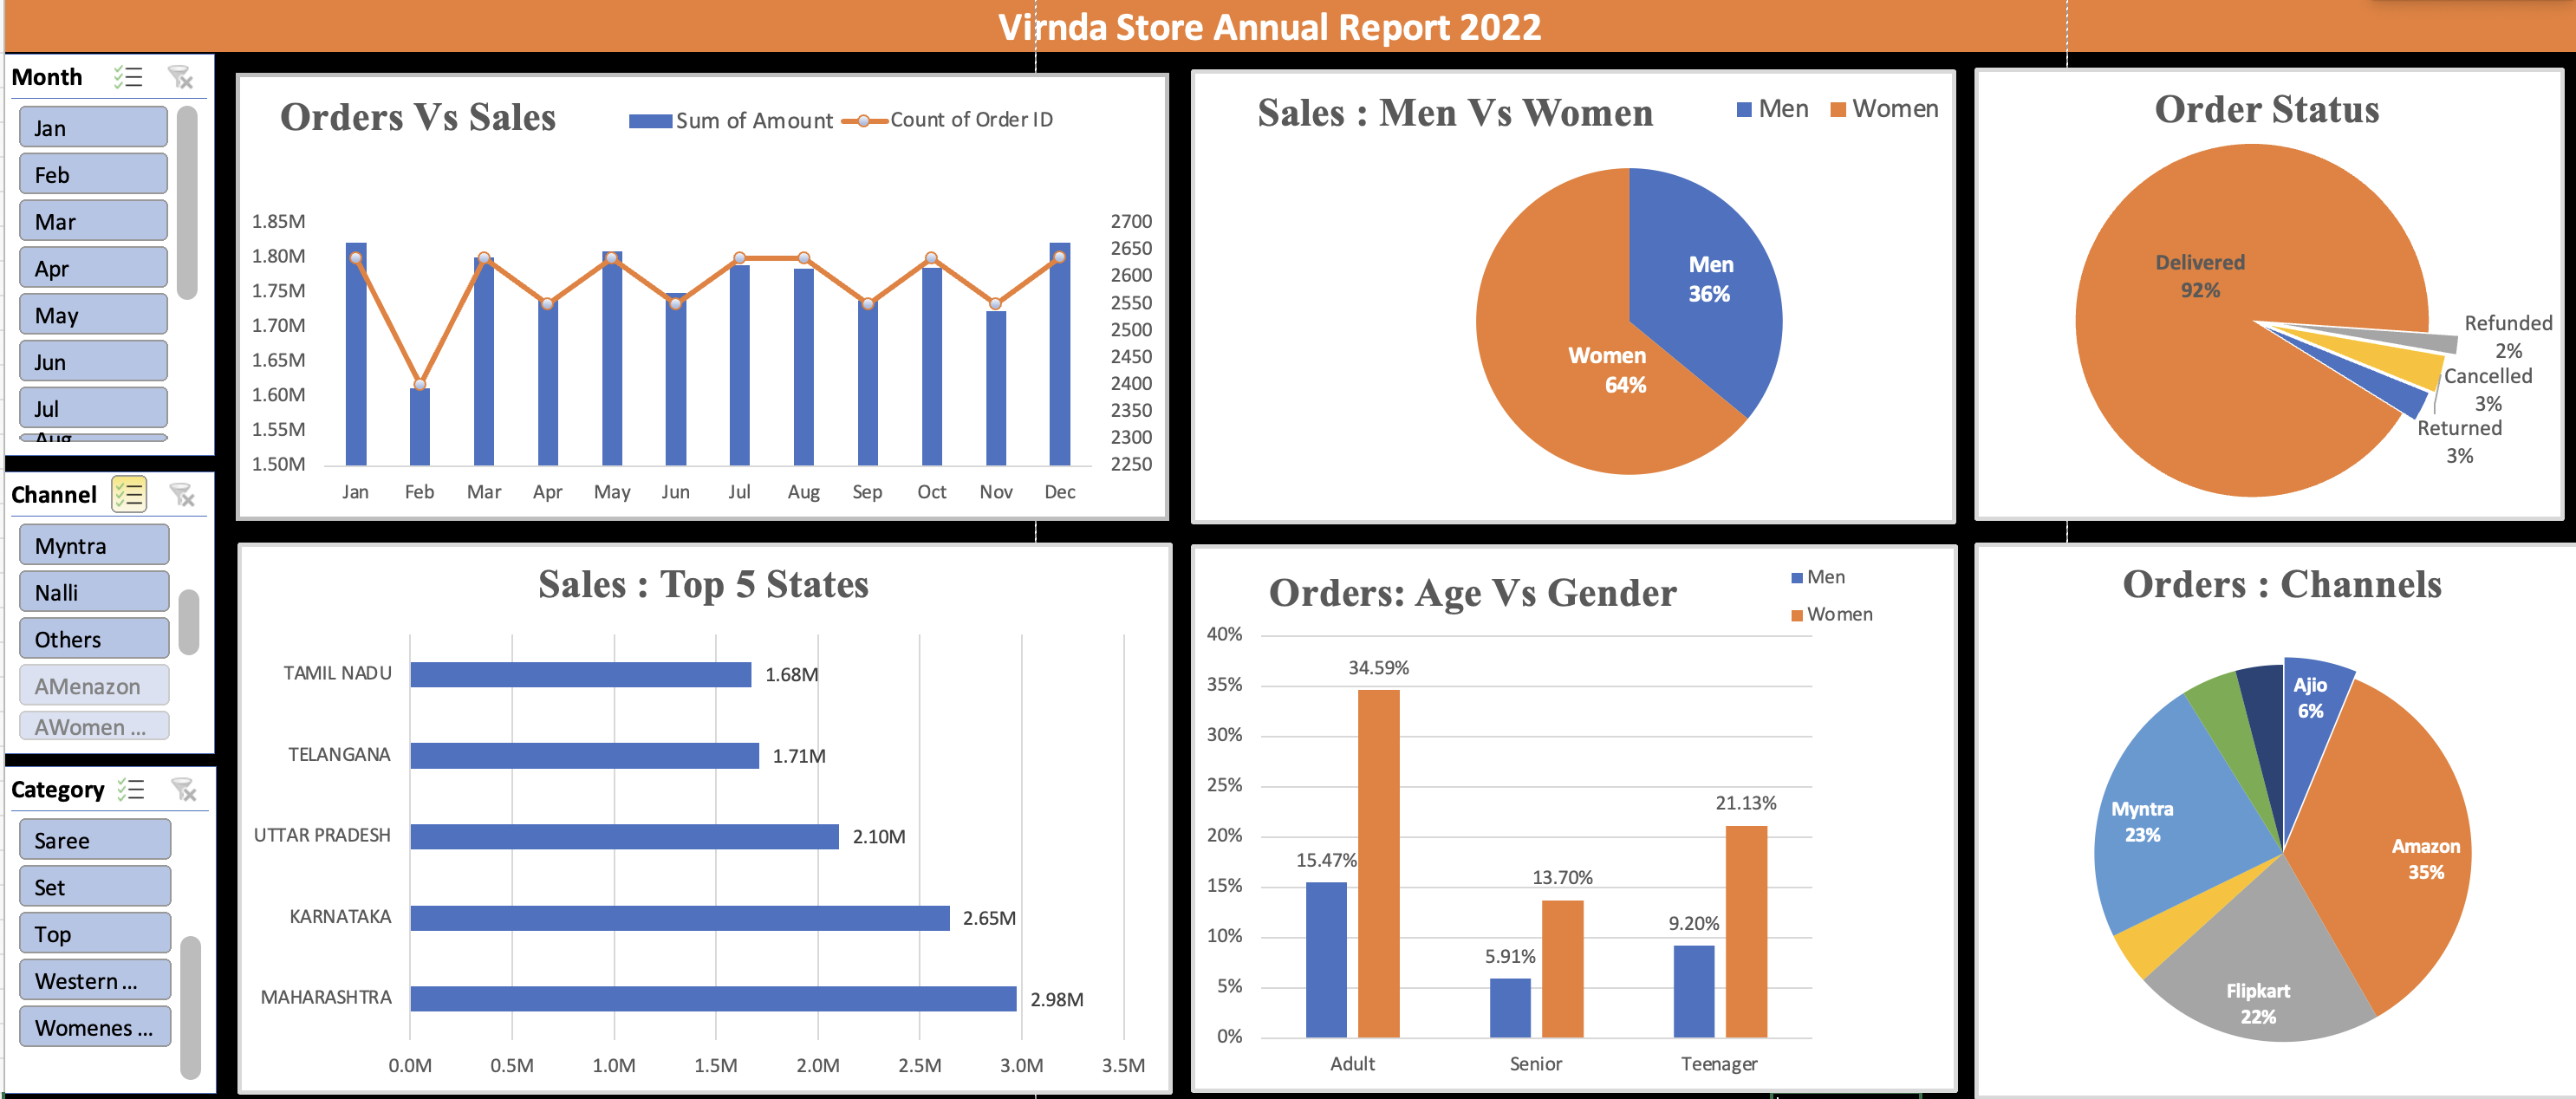 Virnda Store Annual Report 2022
Month
Jan
Feb
Mar
Apr
May
Jun
Jul
Aug
Channel
Myntra
Nalli
Others
AMenazon
AWomen ...
Category
Saree
Set
Top
Western ...
Womenes ...
Orders Vs Sales
Sum of Amount
Count of Order ID
1.85M
1.80M
1.75M
1.70M
1.65M
1.60M
1.55M
1.50M
2700
2650
2600
2550
2500
2450
2400
2350
2300
2250
Jan Feb Mar Apr May Jun Jul Aug Sep Oct Nov Dec
Sales : Men Vs Women
Men
Women
Men
36%
Women
64%
Order Status
Delivered
92%
Refunded
2%
Cancelled
3%
Returned
3%
Sales : Top 5 States
TAMIL NADU 1.68M
TELANGANA 1.71M
UTTAR PRADESH 2.10M
KARNATAKA 2.65M
MAHARASHTRA 2.98M
0.0M 0.5M 1.0M 1.5M 2.0M 2.5M 3.0M 3.5M
Orders: Age Vs Gender
Men
Women
40%
35%
30%
25%
20%
15%
10%
5%
0%
15.47%
34.59%
5.91%
13.70%
9.20%
21.13%
Adult Senior Teenager
Orders : Channels
Ajio
6%
Amazon
35%
Flipkart
22%
Myntra
23%